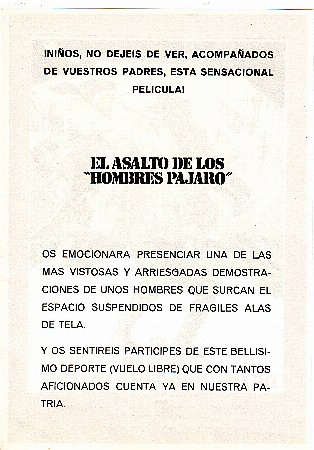 ¡NIÑOS, NO DEJEIS DE VER, ACOMPAÑADOS
DE VUESTROS PADRES, ESTA SENSACIONAL
PELICULA!
EL ASALTO DE LOS
"HOMBRES PAJARO"
OS EMOCIONARA PRESENCIAR UNA DE LAS
MAS VISTOSAS Y ARRIESGADAS DEMOSTRA-
CIONES DE UNOS HOMBRES QUE SURCAN EL
ESPACIO SUSPENDIDOS DE FRAGILES ALAS
DE TELA.
Y OS SENTIREIS PARTICIPES DE ESTE BELLISI-
MO DEPORTE (VUELO LIBRE) QUE CON TANTOS
AFICIONADOS CUENTA YA EN NUESTRA PA-
TRIA.